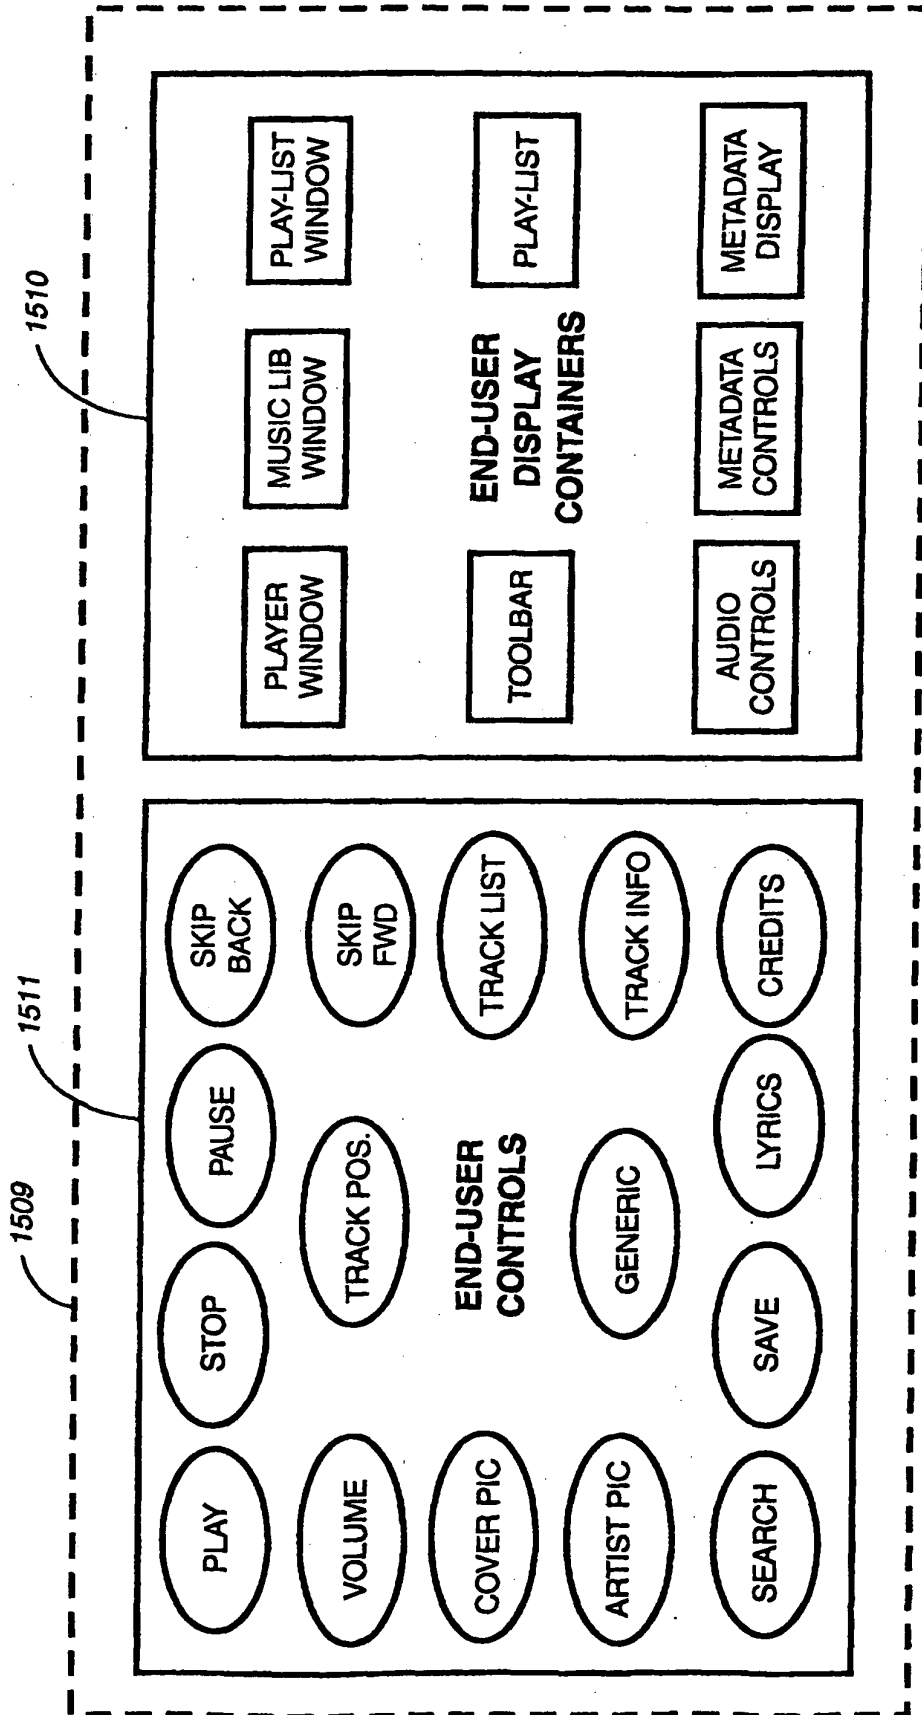 1509
1511
1510
PLAY
STOP
PAUSE
SKIP
BACK
VOLUME
TRACK POS.
SKIP
FWD
COVER PIC
END-USER
CONTROLS
TRACK LIST
ARTIST PIC
GENERIC
TRACK INFO
SEARCH
SAVE
LYRICS
CREDITS
PLAYER
WINDOW
MUSIC LIB
WINDOW
PLAY-LIST
WINDOW
TOOLBAR
END-USER
DISPLAY
CONTAINERS
PLAY-LIST
AUDIO
CONTROLS
METADATA
CONTROLS
METADATA
DISPLAY